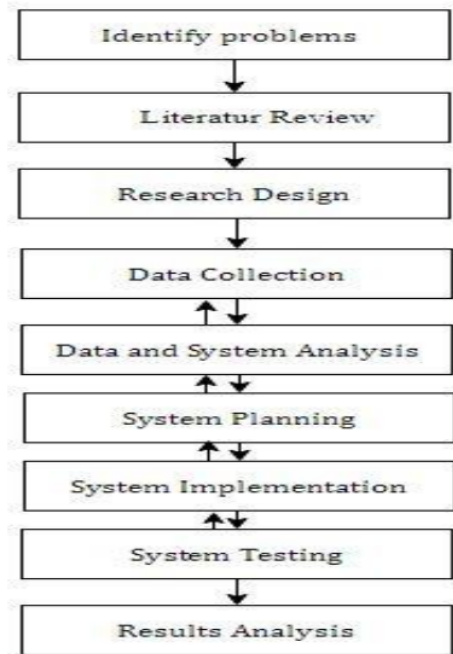 Identify problems
Literatur Review
Research Design
Data Collection
Data and System Analysis
System Planning
System Implementation
System Testing
Results Analysis